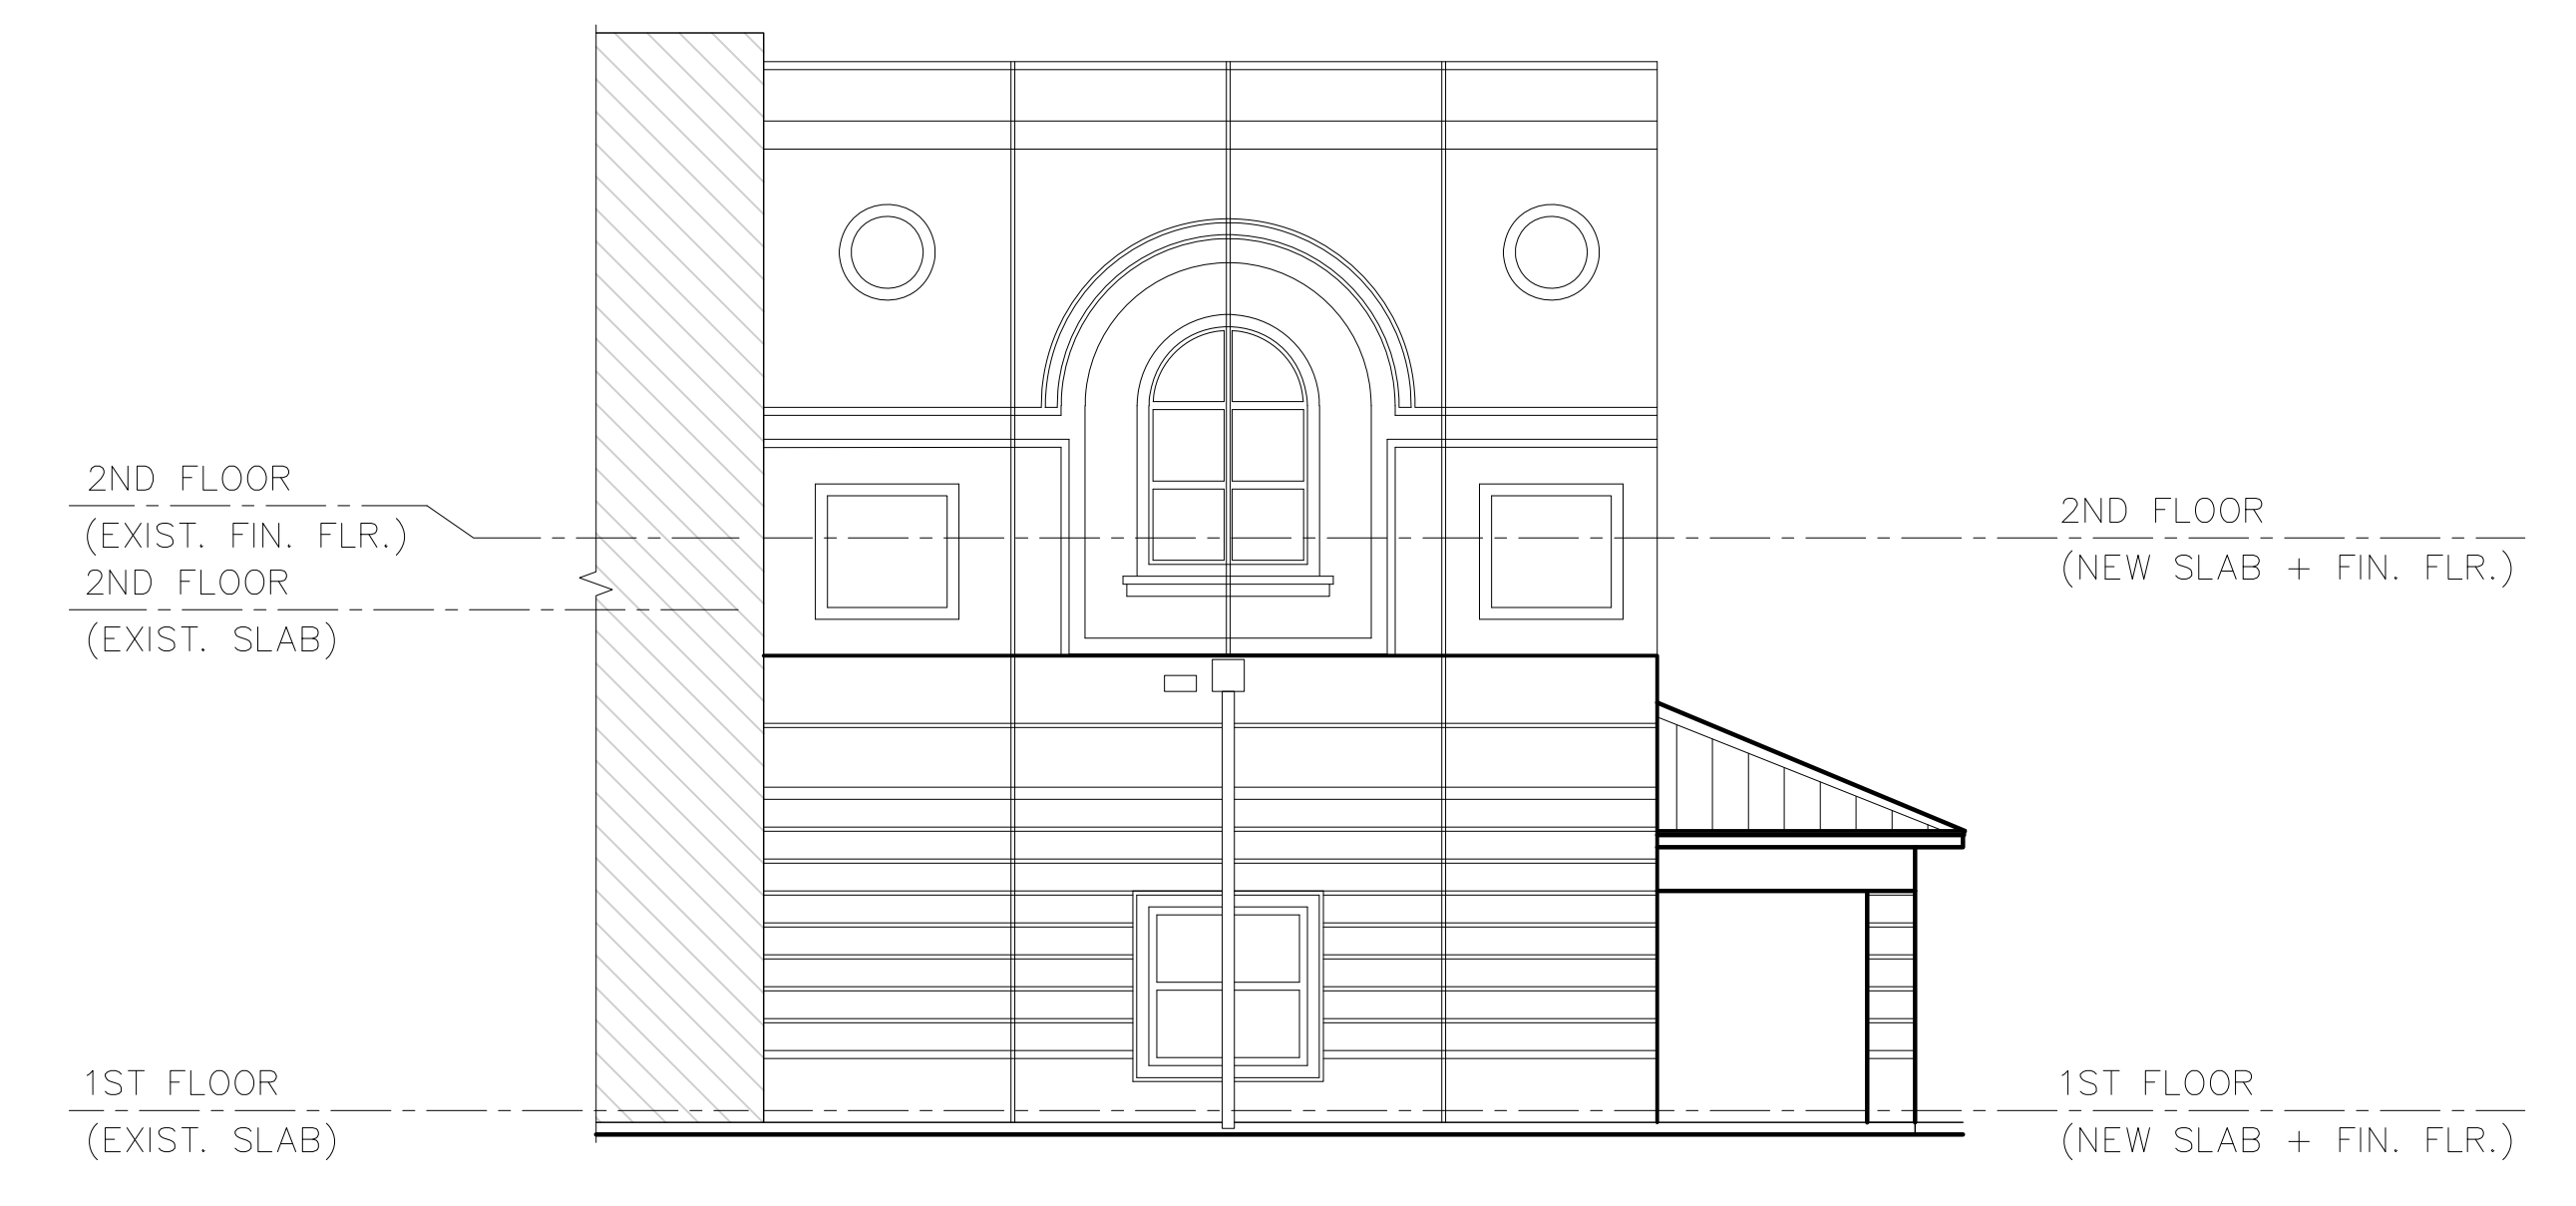 2ND FLOOR
(EXIST. FIN. FLR.)
2ND FLOOR
(EXIST. SLAB)
1ST FLOOR
(EXIST. SLAB)
2ND FLOOR
(NEW SLAB + FIN. FLR.)
1ST FLOOR
(NEW SLAB + FIN. FLR.)